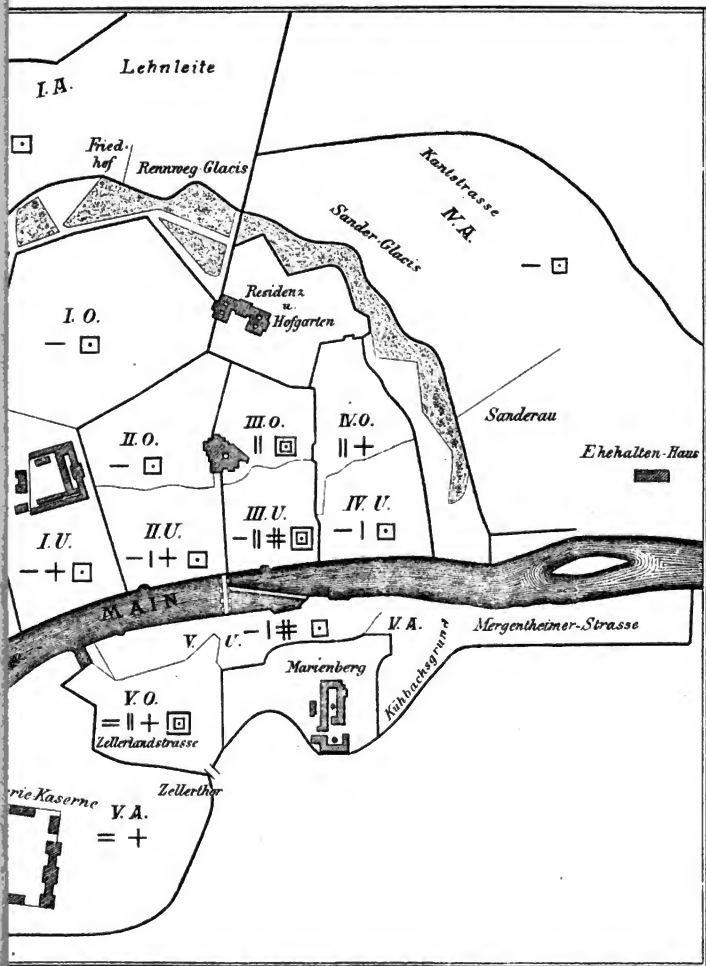 Lehnleite
I. A.
Fried-
hof
Rennweg-Glacis
Kantstrasse
IV. A.
Sander-Glacis
Residenz
u.
Hofgarten
I. O.
II. O.
III. O.
IV. O.
Sanderau
Ehehalten-Haus
I. U.
II. U.
III. U.
IV. U.
MAIN
V. U.
V. A.
Mergentheimer-Strasse
Kühbachsgrund
Marienberg
V. O.
Zellerlandstrasse
Zellerthor
rie Kaserne
V. A.